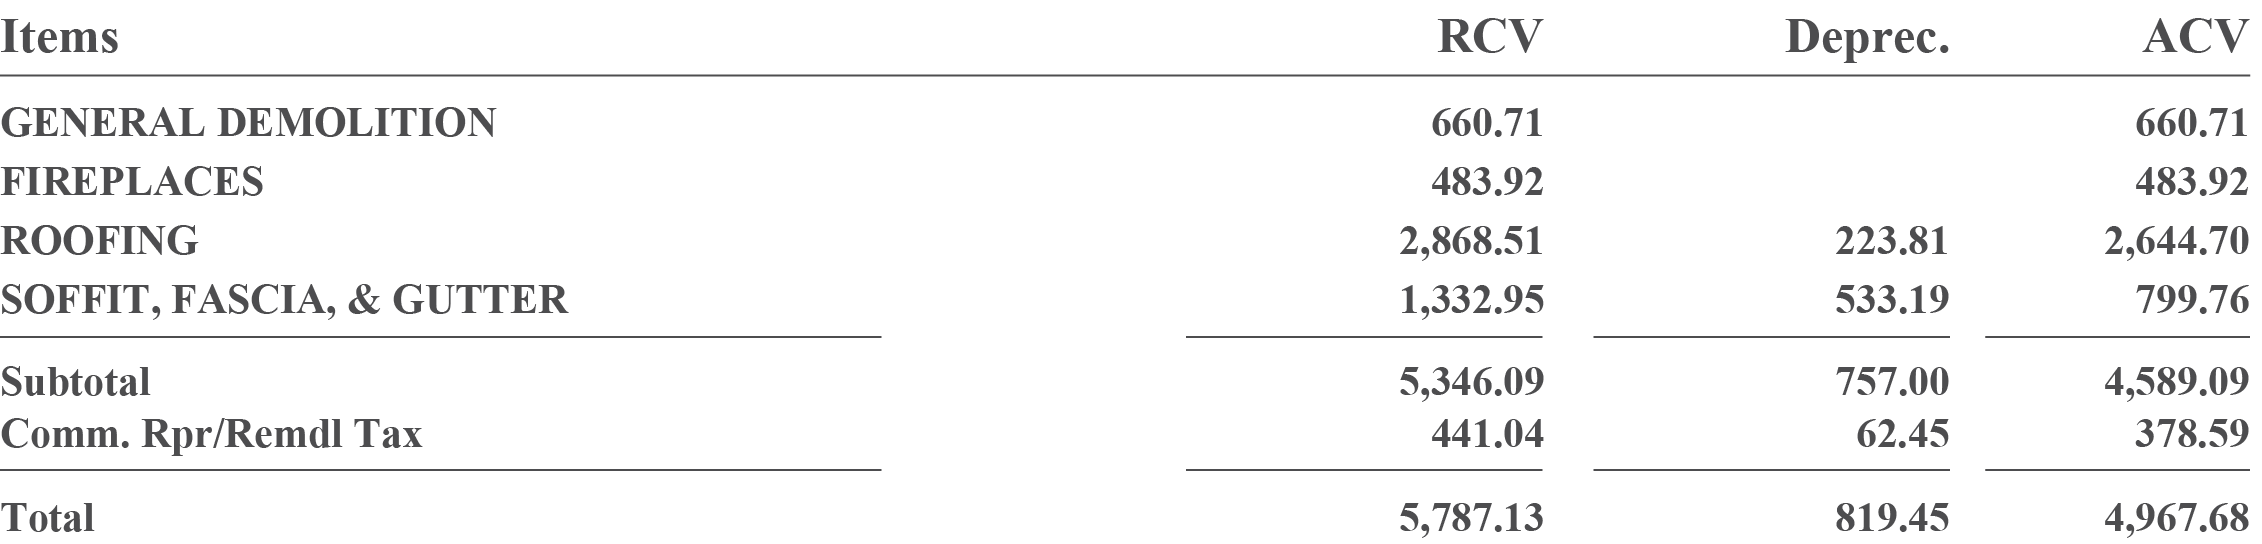 Items RCV Deprec. ACV
GENERAL DEMOLITION 660.71 660.71
FIREPLACES 483.92 483.92
ROOFING 2,868.51 223.81 2,644.70
SOFFIT, FASCIA, & GUTTER 1,332.95 533.19 799.76
Subtotal 5,346.09 757.00 4,589.09
Comm. Rpr/Remdl Tax 441.04 62.45 378.59
Total 5,787.13 819.45 4,967.68